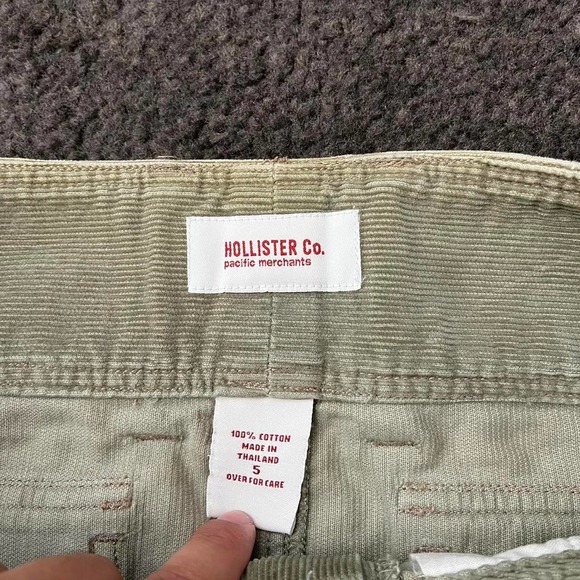 HOLLISTER Co.
pacific merchants
100% COTTON
MADE IN
THAILAND
5
OVER FOR CARE